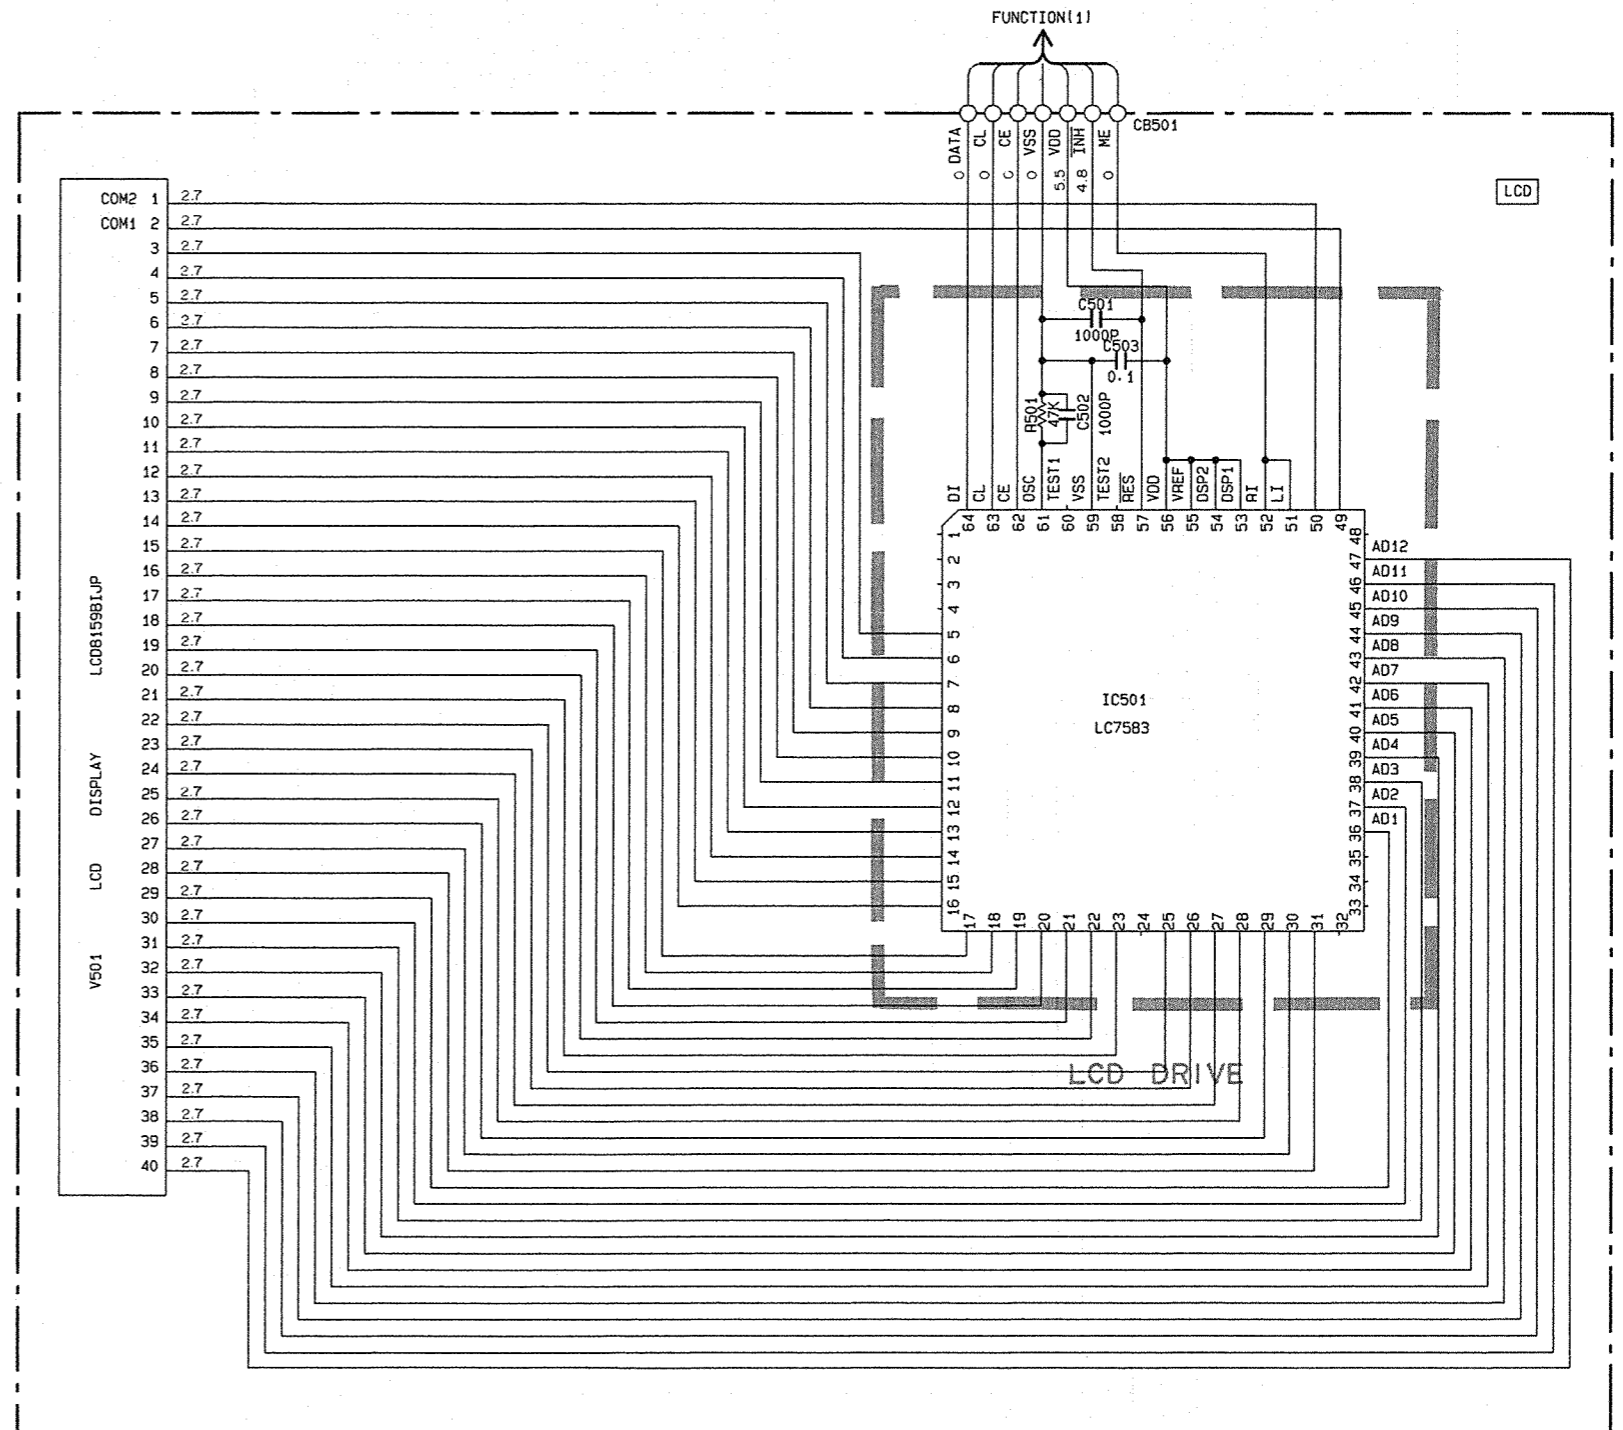 FUNCTION(1)
CB501
DATA CL CE VSS VDD INH ME
0 0 0 0 5.5 4.8 0
LCD
COM2 1 2.7
COM1 2 2.7
3 2.7
4 2.7
5 2.7
6 2.7
7 2.7
8 2.7
9 2.7
10 2.7
11 2.7
12 2.7
13 2.7
14 2.7
15 2.7
16 2.7
17 2.7
18 2.7
19 2.7
20 2.7
21 2.7
22 2.7
23 2.7
24 2.7
25 2.7
26 2.7
27 2.7
28 2.7
29 2.7
30 2.7
31 2.7
32 2.7
33 2.7
34 2.7
35 2.7
36 2.7
37 2.7
38 2.7
39 2.7
40 2.7
V501 LCD DISPLAY LCD8159BIJP
C501
1000P
C503
0.1
R501
47K
C502
1000P
DI CL CE OSC TEST1 VSS TEST2 RES VDD VREF DSP2 DSP1 RI LI
64 63 62 61 60 59 58 57 56 55 54 53 52 51 50 49
1
2
3
4
5
6
7
8
9
10
11
12
13
14
15
16
IC501
LC7583
48
47 AD12
46 AD11
45 AD10
44 AD9
43 AD8
42 AD7
41 AD6
40 AD5
39 AD4
38 AD3
37 AD2
36 AD1
35
34
33
17 18 19 20 21 22 23 24 25 26 27 28 29 30 31 32
LCD DRIVE